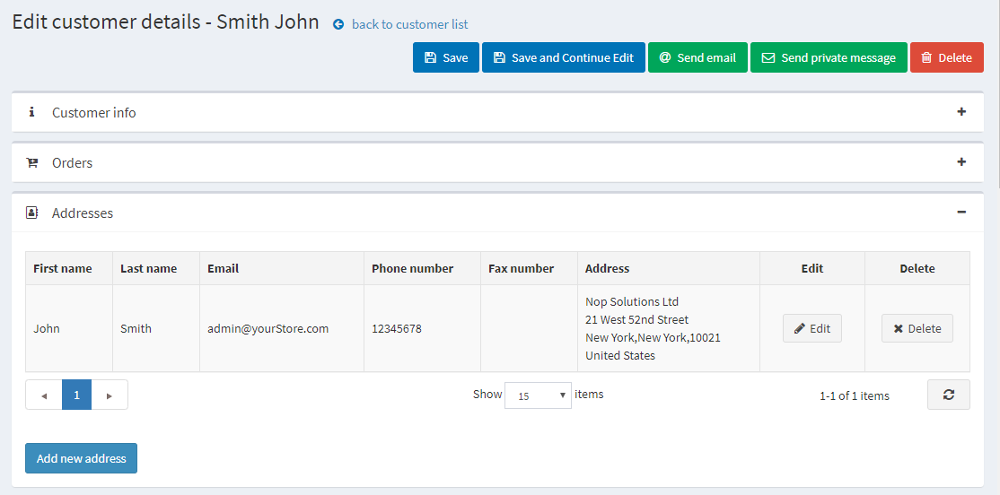 Edit customer details - Smith John back to customer list
Save Save and Continue Edit Send email Send private message Delete
Customer info
Orders
Addresses
First name Last name Email Phone number Fax number Address Edit Delete
John Smith admin@yourStore.com 12345678
Nop Solutions Ltd
21 West 52nd Street
New York,New York,10021
United States
Edit Delete
1 Show 15 items 1-1 of 1 items
Add new address